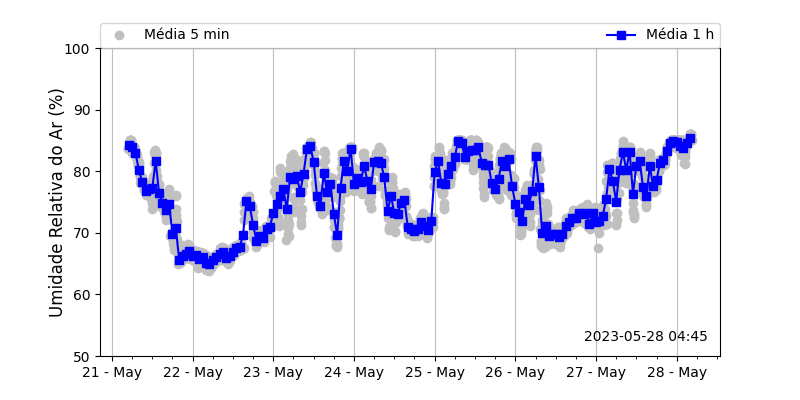 Média 5 min
Média 1 h
Umidade Relativa do Ar (%)
100
90
80
70
60
50
2023-05-28 04:45
21 - May
22 - May
23 - May
24 - May
25 - May
26 - May
27 - May
28 - May